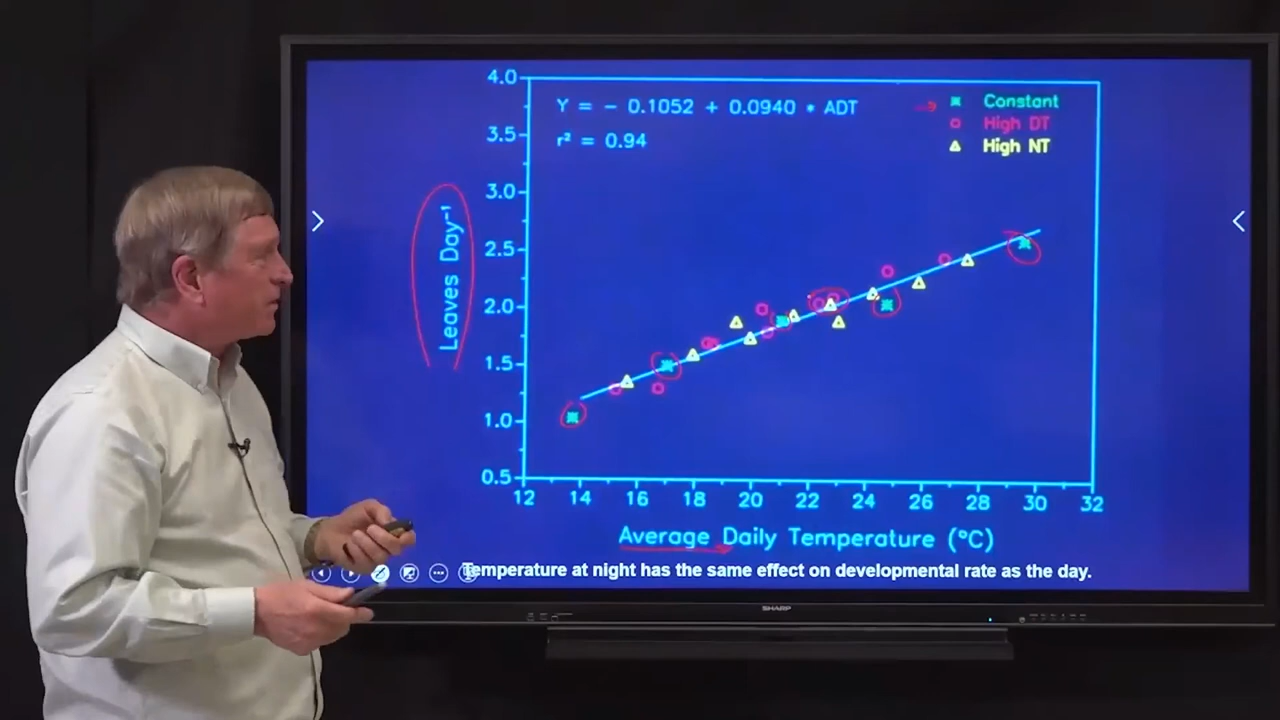 4.0
Y = - 0.1052 + 0.0940 * ADT
r² = 0.94
Constant
High DT
High NT
3.5
3.0
2.5
2.0
1.5
1.0
0.5
Leaves Day⁻¹
12 14 16 18 20 22 24 26 28 30 32
Average Daily Temperature (°C)
Temperature at night has the same effect on developmental rate as the day.
SHARP